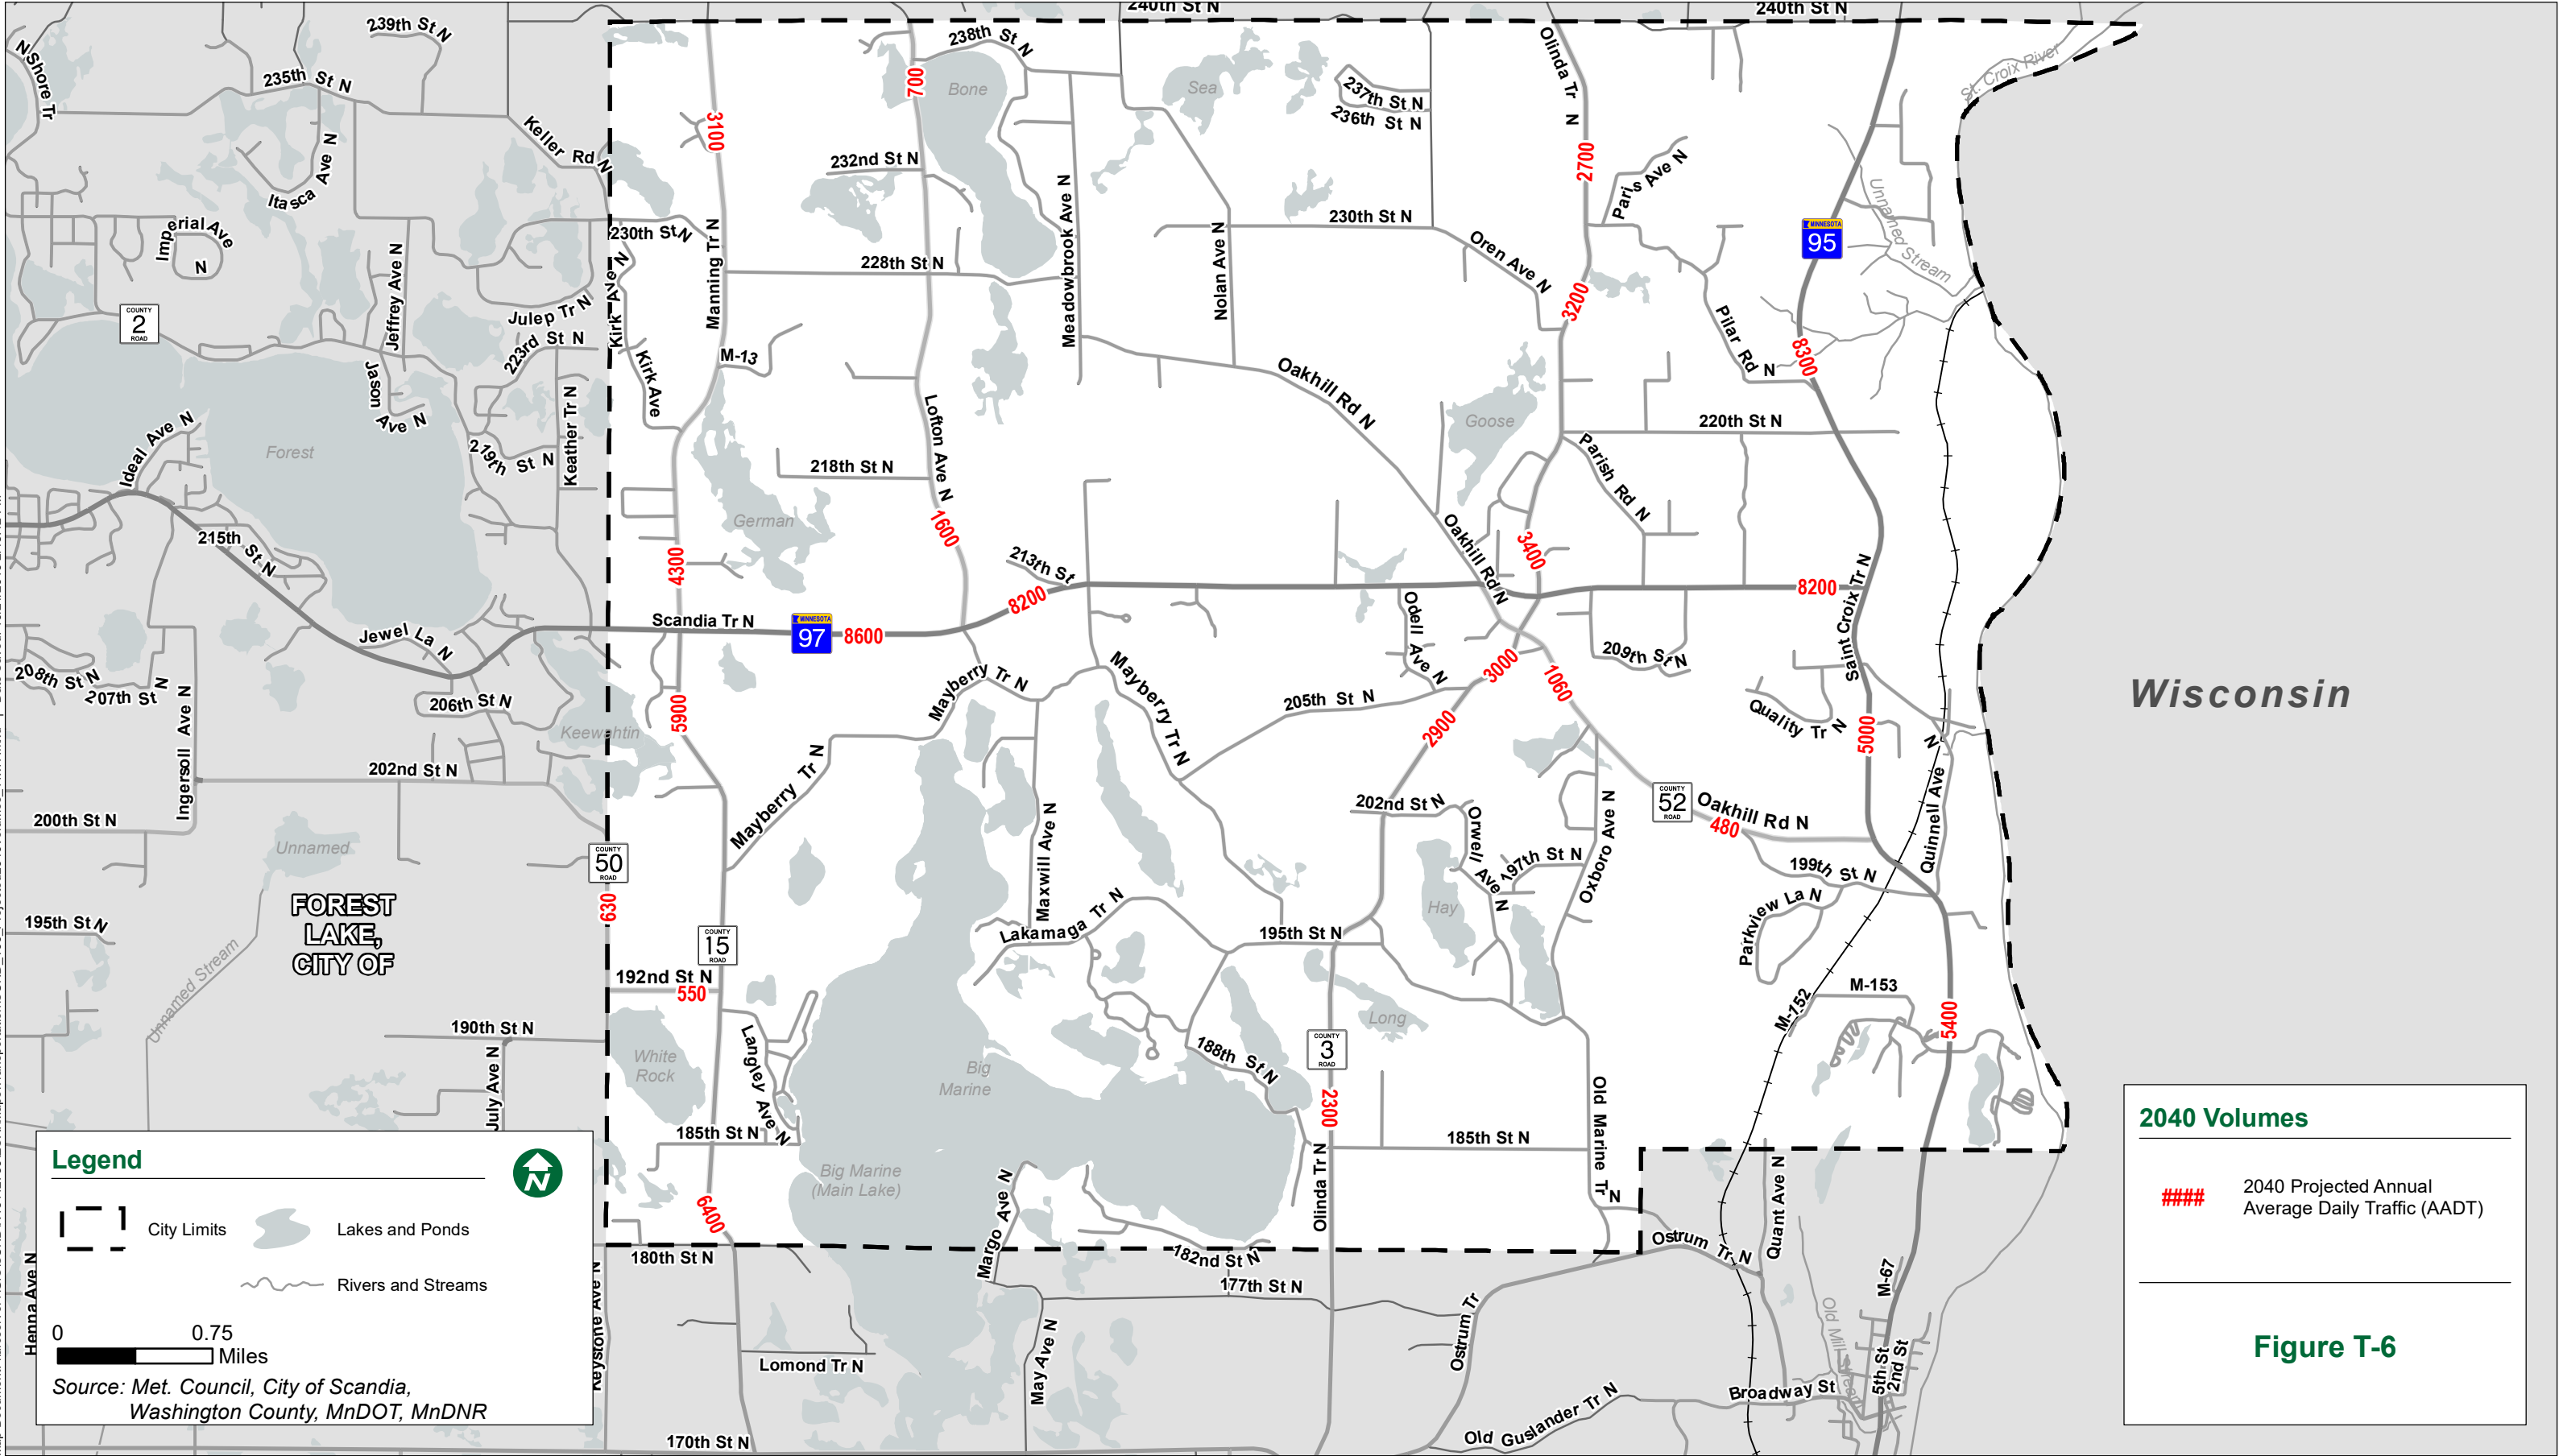 240th St N
240th St N
239th St N
N Shore Tr
235th St N
238th St N
Bone
Sea
237th St N
236th St N
Olinda Tr N
St. Croix River
700
3100
2700
Keller Rd N
Itasca Ave N
232nd St N
Paris Ave N
Meadowbrook Ave N
Unnamed Stream
Imperial Ave N
230th St N
Manning Tr N
Nolan Ave N
230th St N
MINNESOTA 95
Oren Ave N
228th St N
Jeffrey Ave N
Kirk Ave N
3200
COUNTY 2 ROAD
Julep Tr N
223rd St N
M-13
Pilar Rd N
8300
Kirk Ave
Jason Ave N
Oakhill Rd N
Keather Tr N
Lofton Ave N
Goose
220th St N
Ideal Ave N
Forest
219th St N
218th St N
Parish Rd N
German
1600
215th St N
4300
213th St
Oakhill Rd N
3400
8200
8200
Saint Croix Tr N
Scandia Tr N
MINNESOTA 97
8600
Jewel La N
Odell Ave N
209th St N
3000
1060
208th St N
207th St N
206th St N
Mayberry Tr N
Mayberry Tr N
205th St N
Wisconsin
Ingersoll Ave N
Keewahtin
5900
2900
Quality Tr N
5000
202nd St N
Mayberry Tr N
202nd St N
COUNTY 52 ROAD
Oakhill Rd N
480
Quinnell Ave N
200th St N
Unnamed
COUNTY 50 ROAD
630
Maxwill Ave N
Orwell Ave N
197th St N
Oxboro Ave N
199th St N
Hay
Parkview La N
FOREST
LAKE,
CITY OF
195th St N
Unnamed Stream
COUNTY 15 ROAD
Lakamaga Tr N
195th St N
192nd St N
550
M-153
M-152
Long
190th St N
July Ave N
White
Rock
Langley Ave N
Big
Marine
188th St N
COUNTY 3 ROAD
2300
5400
185th St N
185th St N
Old Marine Tr N
Big Marine
(Main Lake)
Olinda Tr N
6400
Margo Ave N
180th St N
182nd St N
177th St N
Ostrum Tr N
Quant Ave N
M-67
Henna Ave N
Keystone Ave N
Lomond Tr N
May Ave N
Ostrum Tr
Old Mill Stream
5th St
2nd St
Broadway St
Old Guslander Tr N
170th St N
Legend
N
City Limits
Lakes and Ponds
Rivers and Streams
0 0.75
Miles
Source: Met. Council, City of Scandia,
Washington County, MnDOT, MnDNR
2040 Volumes
####
2040 Projected Annual
Average Daily Traffic (AADT)
Figure T-6